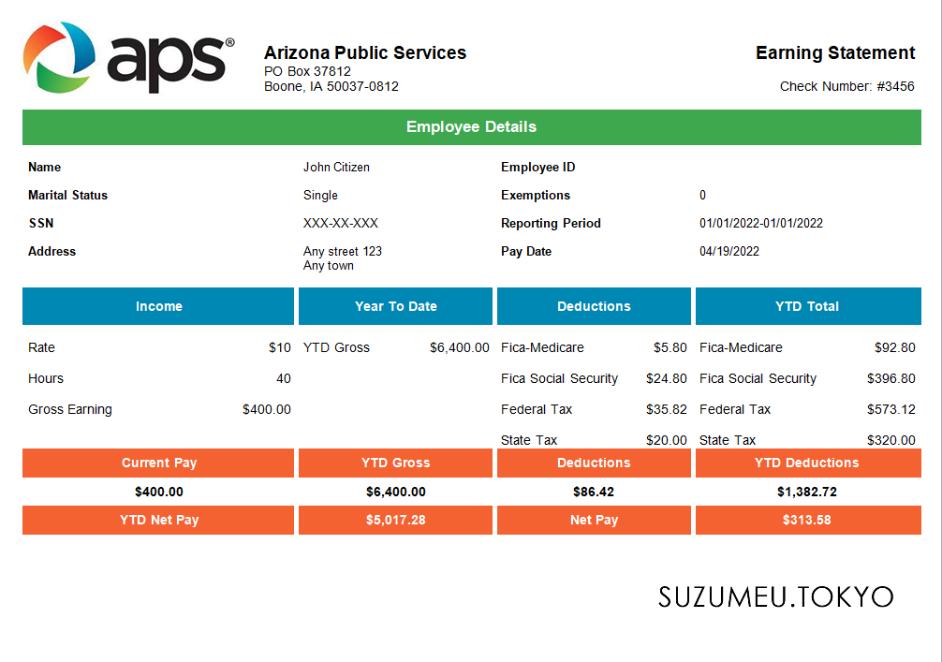 aps®
Arizona Public Services
PO Box 37812
Boone, IA 50037-0812
Earning Statement
Check Number: #3456
Employee Details
Name John Citizen Employee ID
Marital Status Single Exemptions 0
SSN XXX-XX-XXX Reporting Period 01/01/2022-01/01/2022
Address Any street 123 Pay Date 04/19/2022
Any town
Income Year To Date Deductions YTD Total
Rate $10 YTD Gross $6,400.00 Fica-Medicare $5.80 Fica-Medicare $92.80
Hours 40 Fica Social Security $24.80 Fica Social Security $396.80
Gross Earning $400.00 Federal Tax $35.82 Federal Tax $573.12
State Tax $20.00 State Tax $320.00
Current Pay YTD Gross Deductions YTD Deductions
$400.00 $6,400.00 $86.42 $1,382.72
YTD Net Pay $5,017.28 Net Pay $313.58
SUZUMEU.TOKYO